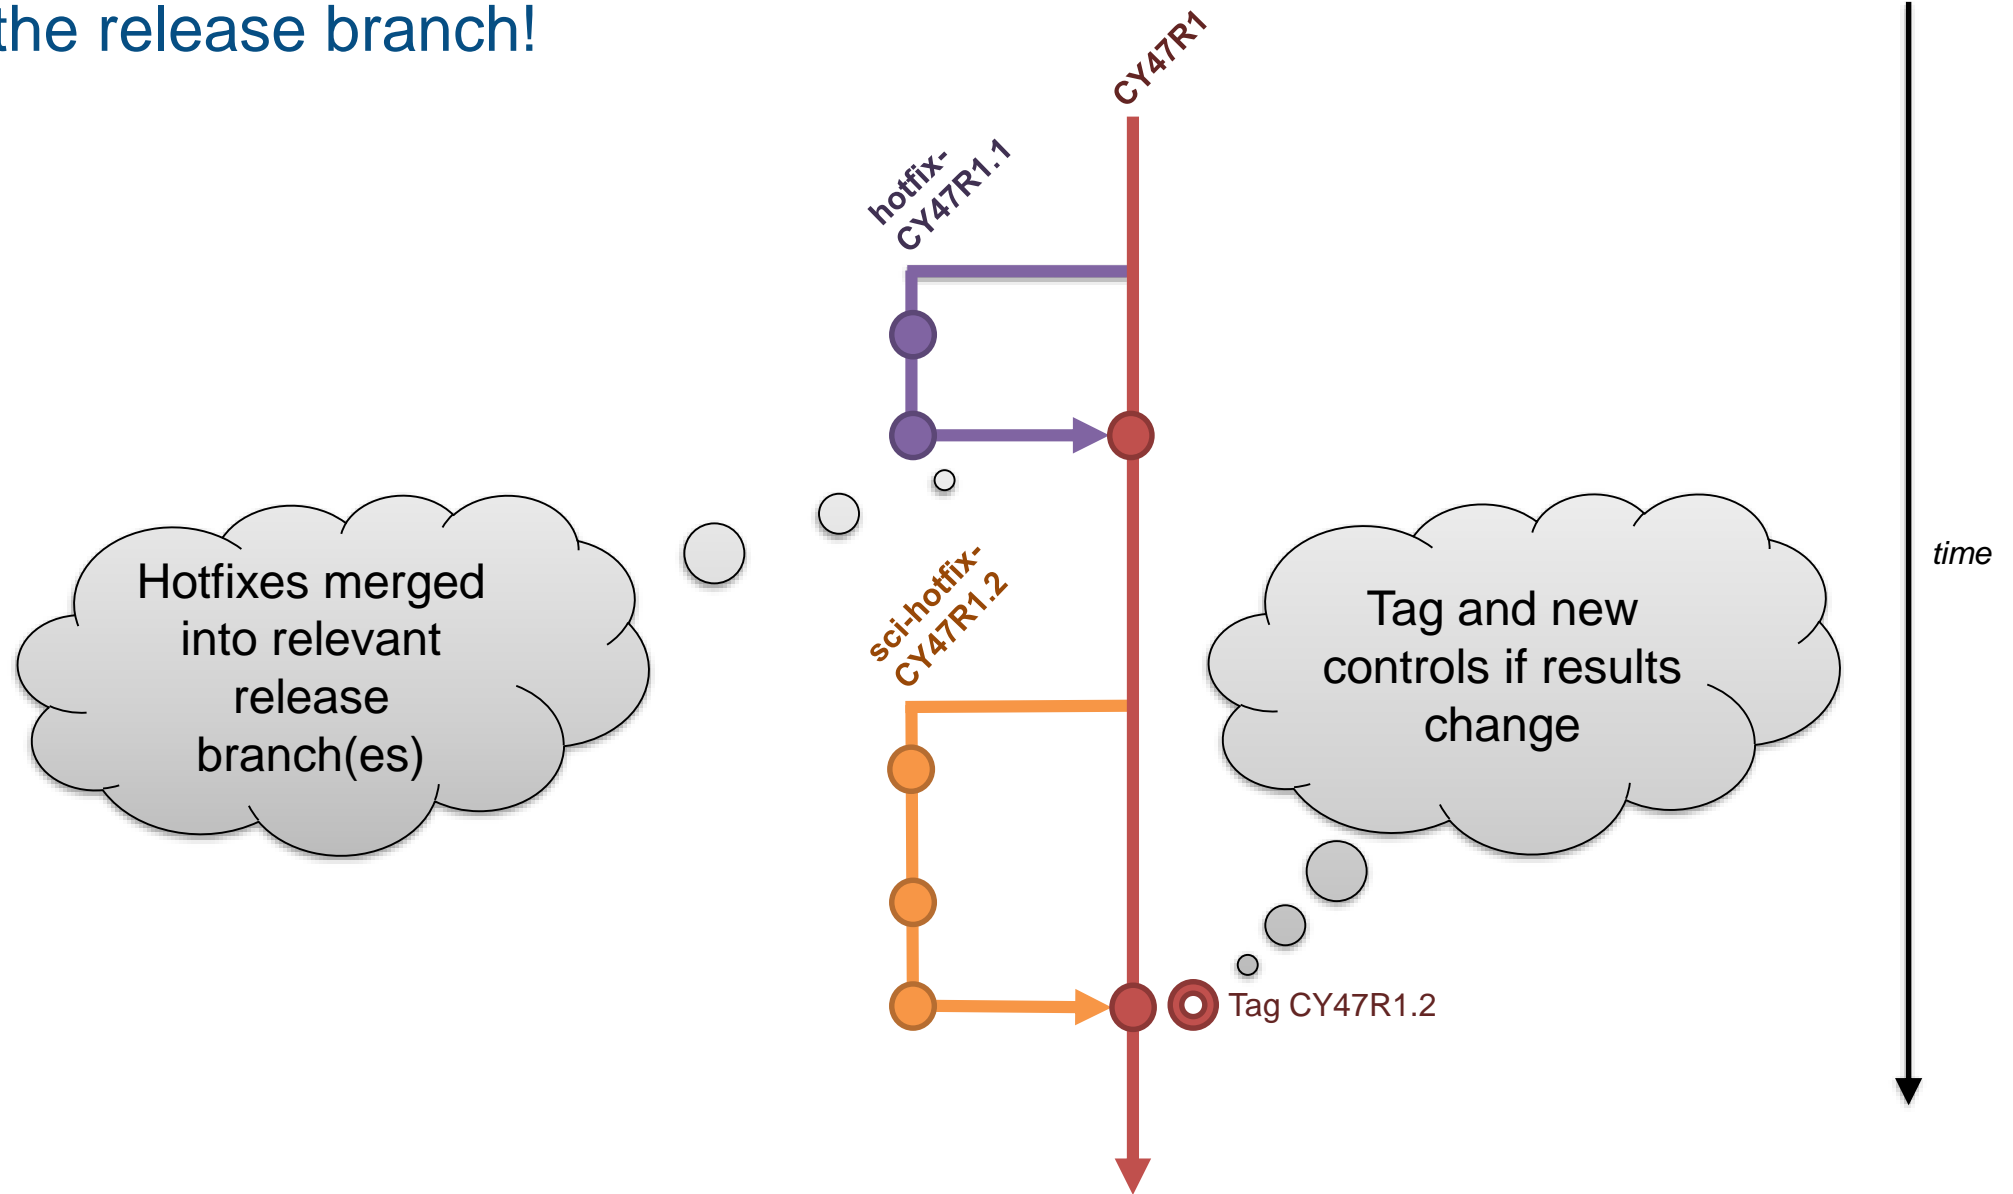 the release branch!
CY47R1
hotfix-
CY47R1.1
Hotfixes merged
into relevant
release
branch(es)
sci-hotfix-
CY47R1.2
Tag and new
controls if results
change
time
Tag CY47R1.2